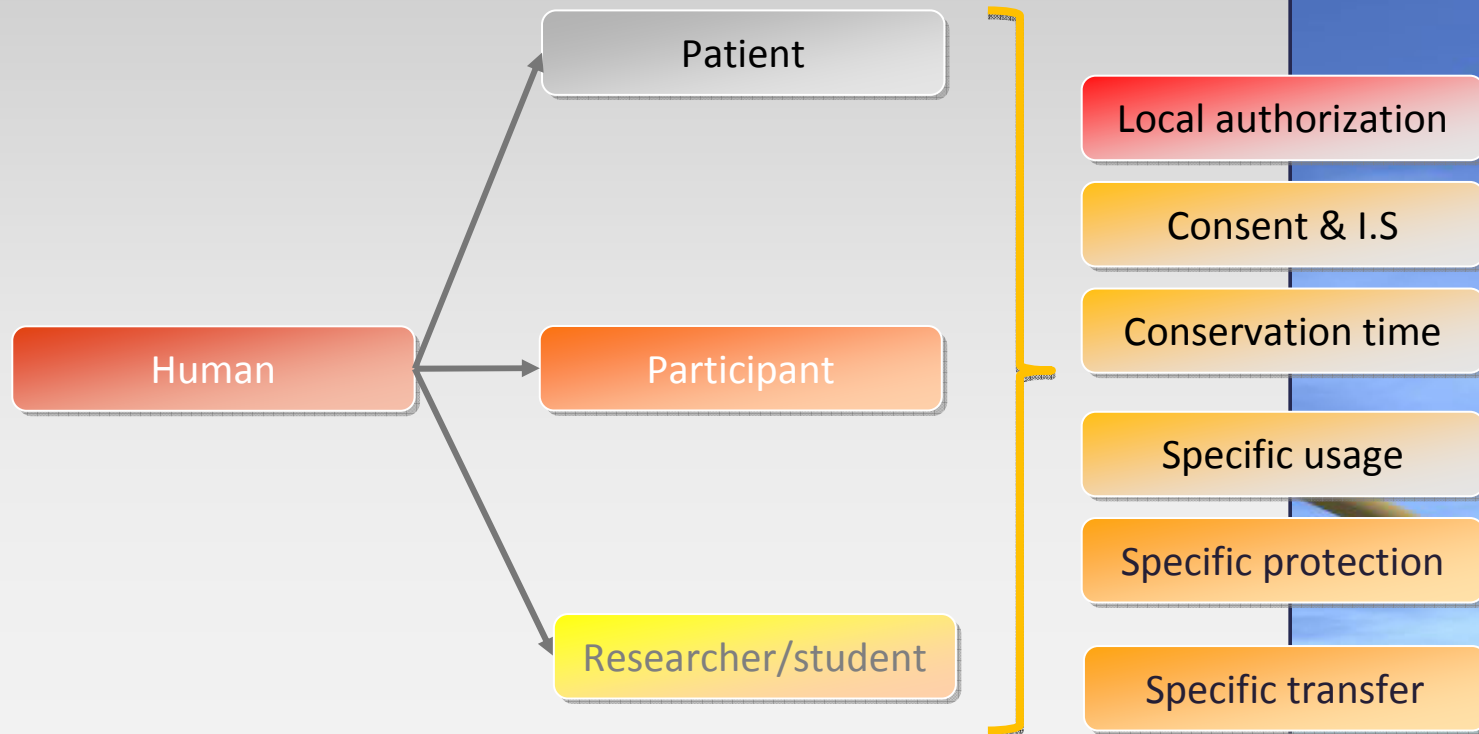 Patient
Human
Participant
Researcher/student
Local authorization
Consent & I.S
Conservation time
Specific usage
Specific protection
Specific transfer